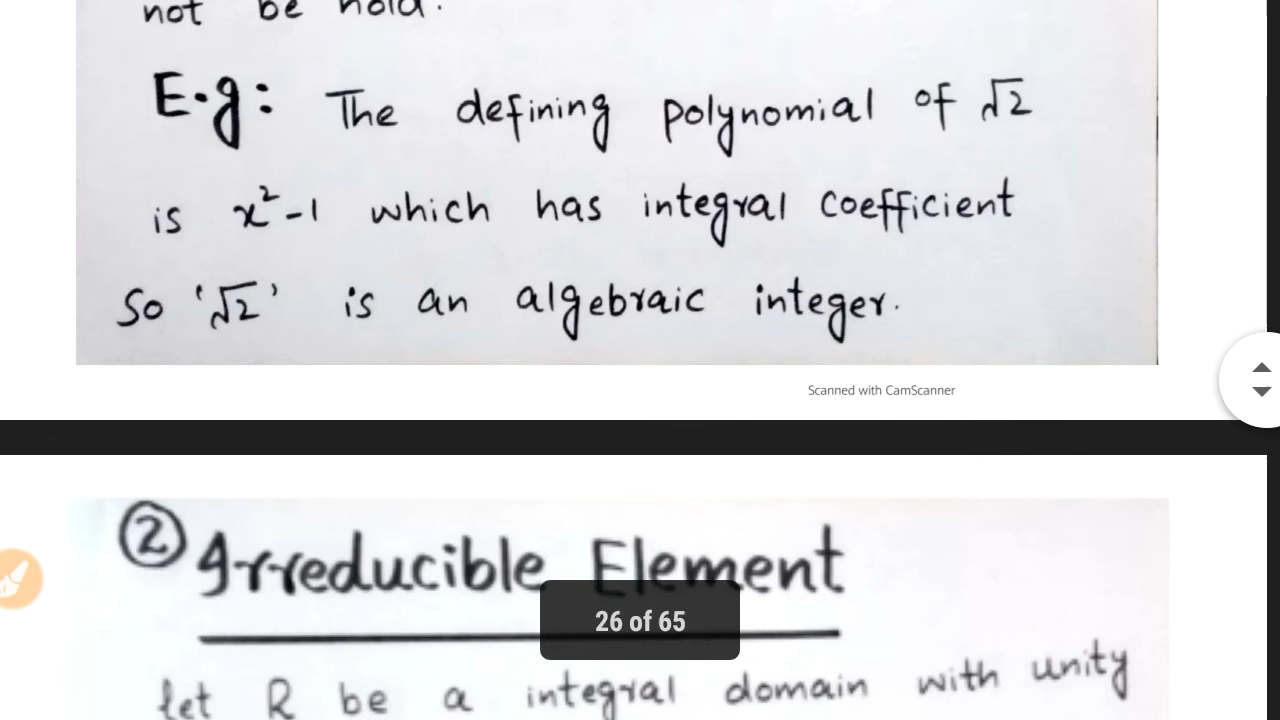 not be hold.
E.g: The defining polynomial of √2
is x²-1 which has integral coefficient
So '√2' is an algebraic integer.
Scanned with CamScanner
② Irreducible Element
26 of 65
let R be a integral domain with unity